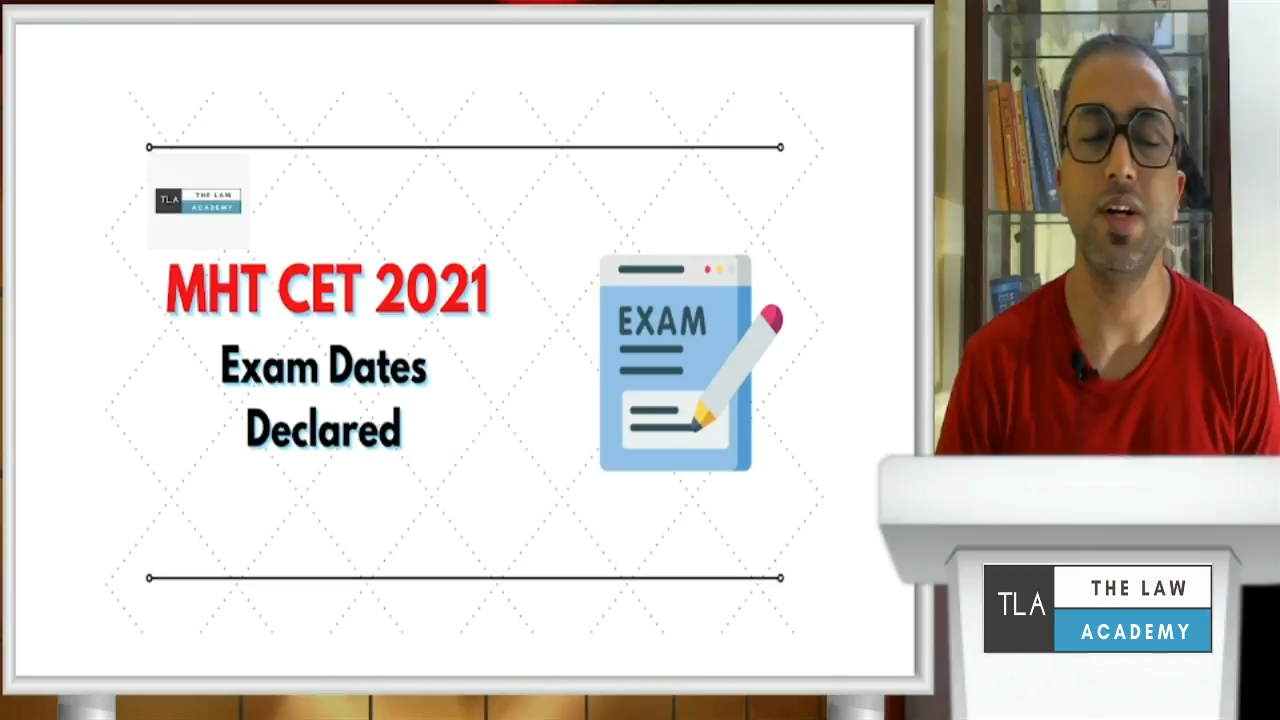 TLA
THE LAW
ACADEMY
MHT CET 2021
Exam Dates
Declared
EXAM
TLA
THE LAW
ACADEMY